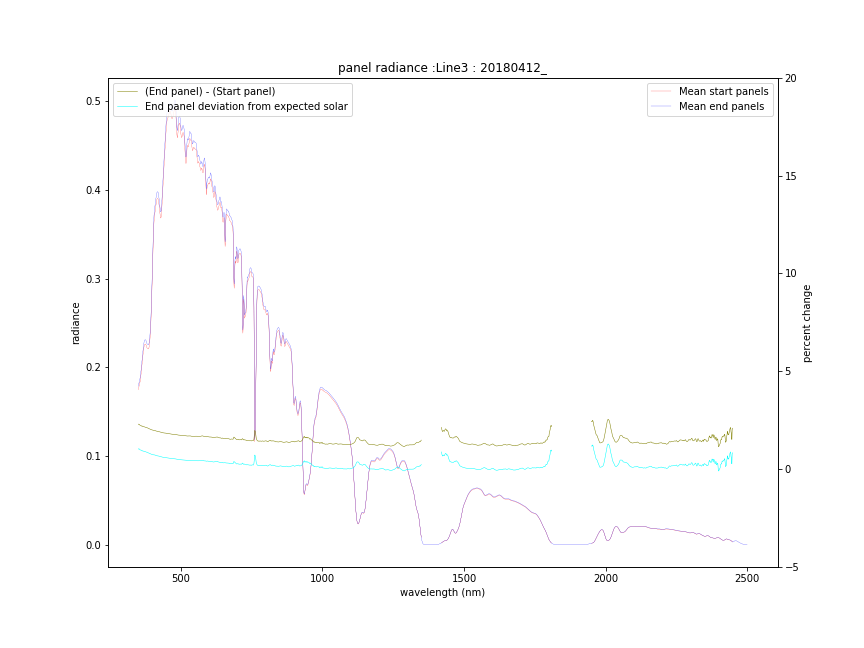 panel radiance :Line3 : 20180412_
(End panel) - (Start panel)
End panel deviation from expected solar
Mean start panels
Mean end panels
0.5
0.4
0.3
0.2
0.1
0.0
radiance
20
15
10
5
0
−5
percent change
500
1000
1500
2000
2500
wavelength (nm)